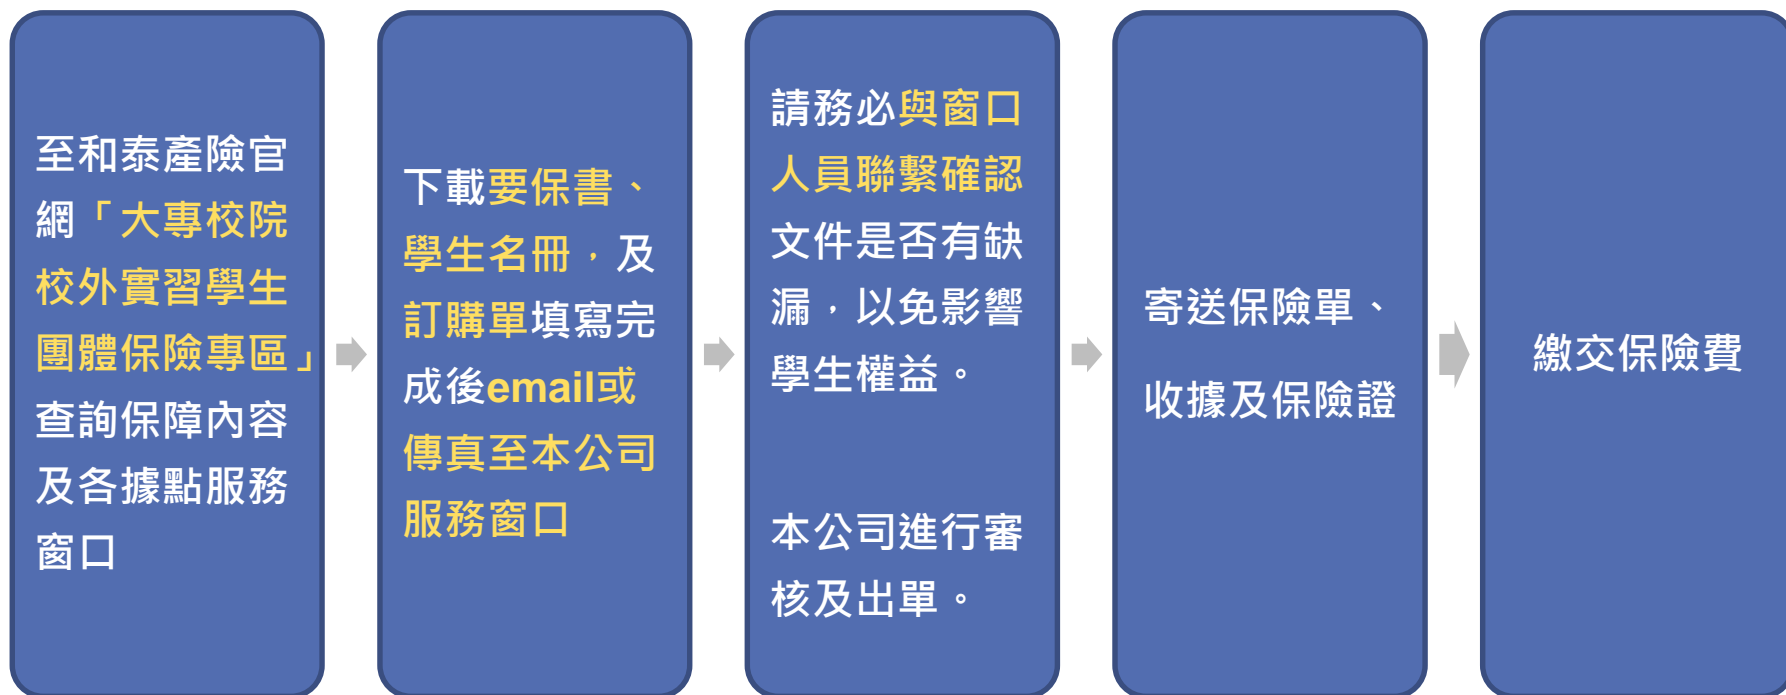 至和泰產險官
網「大專校院
校外實習學生
團體保險專區」
查詢保障內容
及各據點服務
窗口
下載要保書、
學生名冊，及
訂購單填寫完
成後email或
傳真至本公司
服務窗口
請務必與窗口
人員聯繫確認
文件是否有缺
漏，以免影響
學生權益。
本公司進行審
核及出單。
寄送保險單、
收據及保險證
繳交保險費